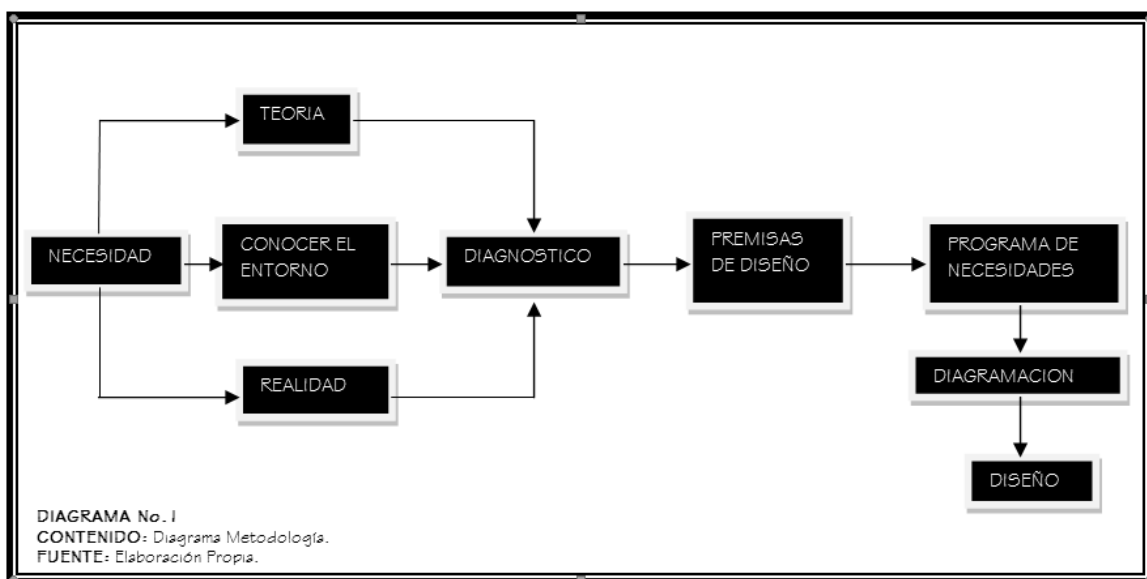 TEORIA
NECESIDAD
CONOCER EL
ENTORNO
DIAGNOSTICO
PREMISAS
DE DISEÑO
PROGRAMA DE
NECESIDADES
REALIDAD
DIAGRAMACION
DISEÑO
DIAGRAMA No.1
CONTENIDO: Diagrama Metodología.
FUENTE: Elaboración Propia.